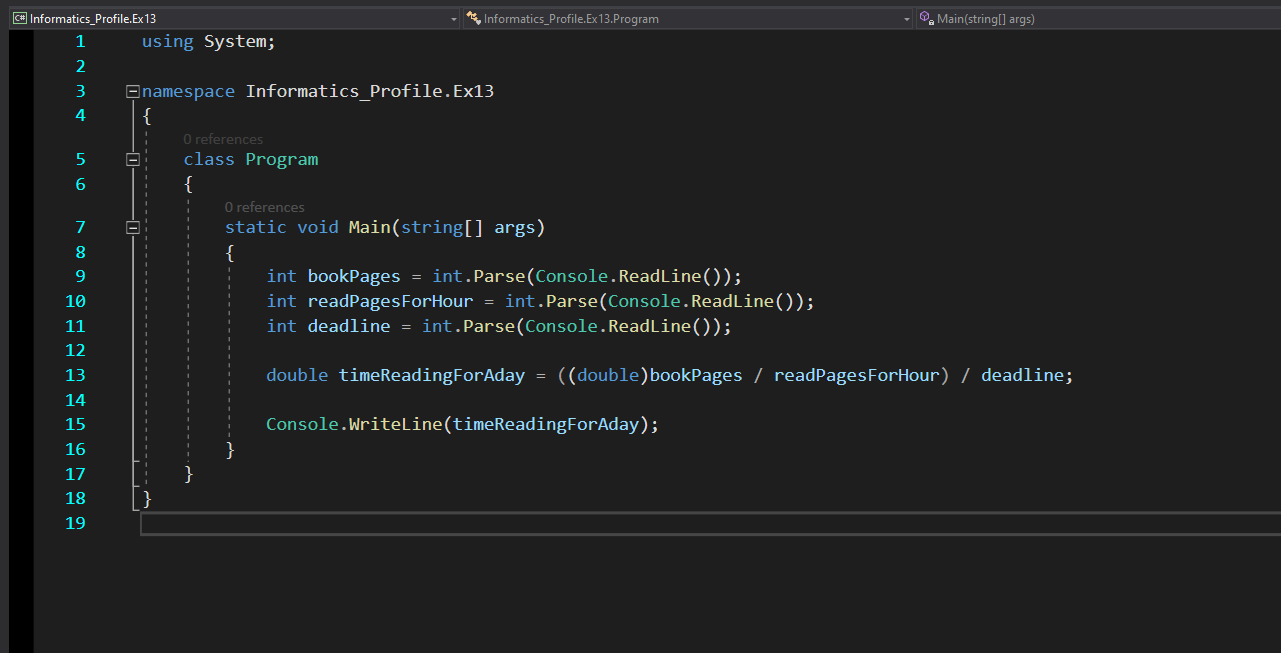 C# Informatics_Profile.Ex13 Informatics_Profile.Ex13.Program Main(string[] args)
1 using System;
2
3 namespace Informatics_Profile.Ex13
4 {
0 references
5 class Program
6 {
0 references
7 static void Main(string[] args)
8 {
9 int bookPages = int.Parse(Console.ReadLine());
10 int readPagesForHour = int.Parse(Console.ReadLine());
11 int deadline = int.Parse(Console.ReadLine());
12
13 double timeReadingForAday = ((double)bookPages / readPagesForHour) / deadline;
14
15 Console.WriteLine(timeReadingForAday);
16 }
17 }
18 }
19